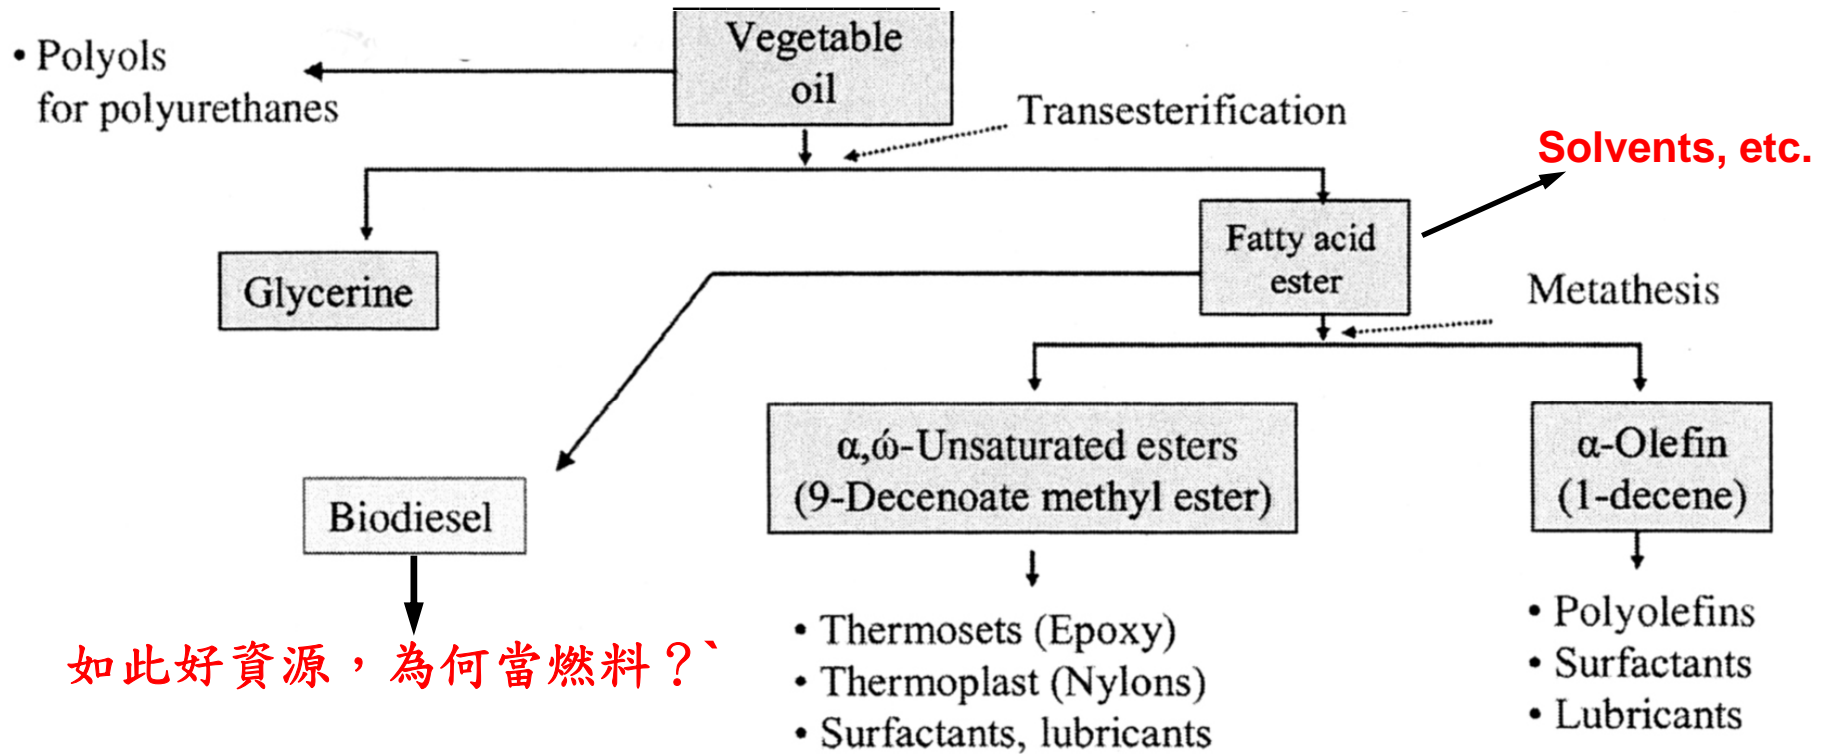 Vegetable
oil
• Polyols
for polyurethanes
Transesterification
Solvents, etc.
Glycerine
Fatty acid
ester
Metathesis
Biodiesel
α,ώ-Unsaturated esters
(9-Decenoate methyl ester)
α-Olefin
(1-decene)
如此好資源，為何當燃料？`
• Thermosets (Epoxy)
• Thermoplast (Nylons)
• Surfactants, lubricants
• Polyolefins
• Surfactants
• Lubricants